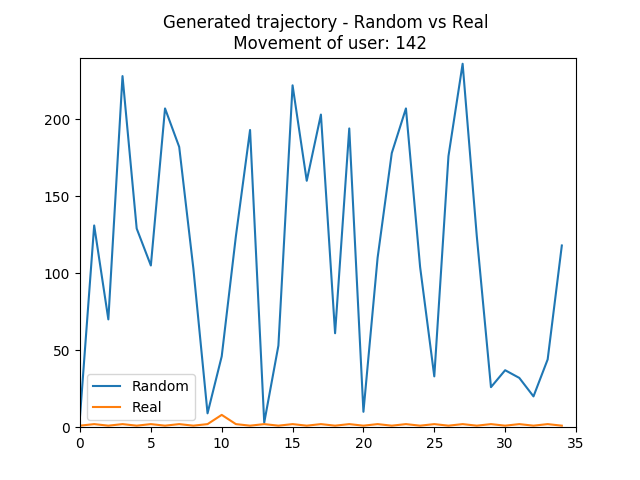 Generated trajectory - Random vs Real
Movement of user: 142
200
150
100
50
0
Random
Real
0 5 10 15 20 25 30 35